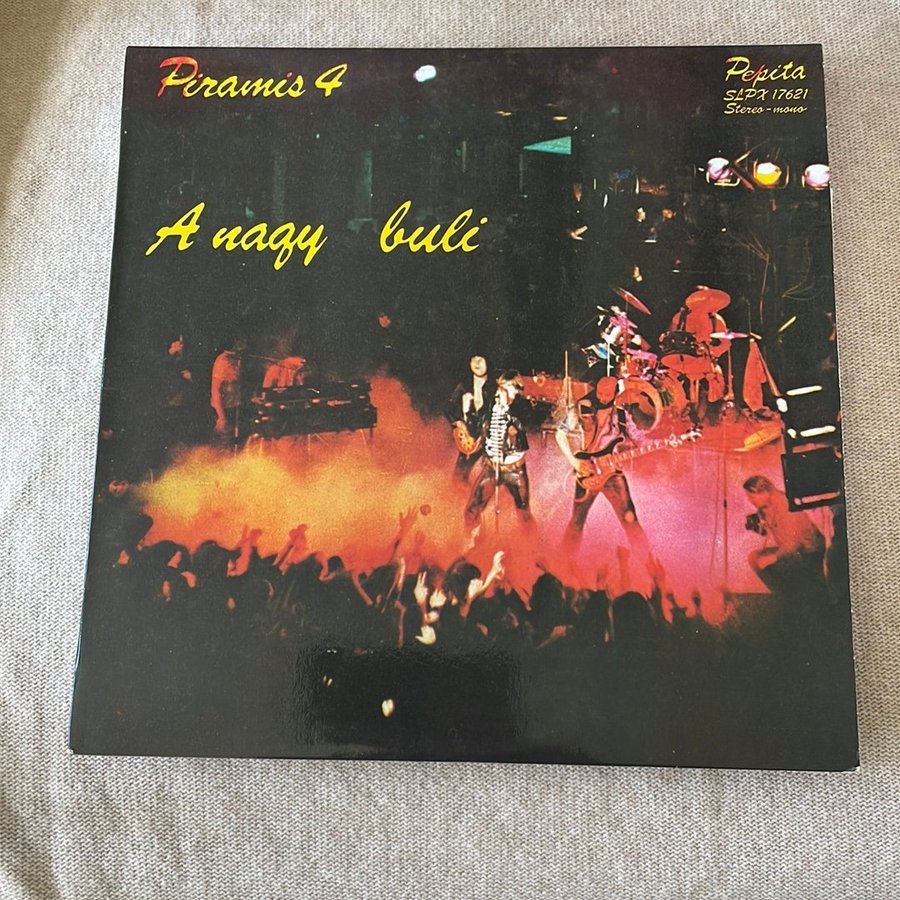 Piramis 4
Pepita
SLPX 17621
Stereo-mono
A nagy buli